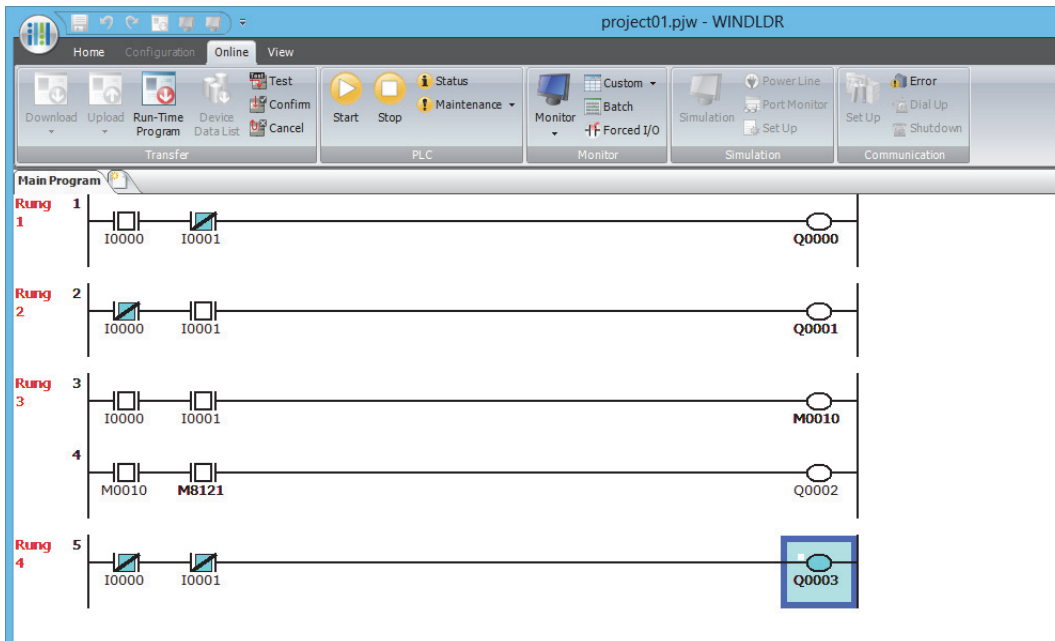 project01.pjw - WINDLDR
Home Configuration Online View
Download Upload Run-Time Program Device Data List Test Confirm Cancel
Start Stop Status Maintenance
Monitor Custom Batch Forced I/O
Simulation Power Line Port Monitor Set Up
Set Up Error Dial Up Shutdown
Transfer PLC Monitor Simulation Communication
Main Program
Rung 1 1
I0000 I0001 Q0000
Rung 2 2
I0000 I0001 Q0001
Rung 3 3
I0000 I0001 M0010
4
M0010 M8121 Q0002
Rung 4 5
I0000 I0001 Q0003